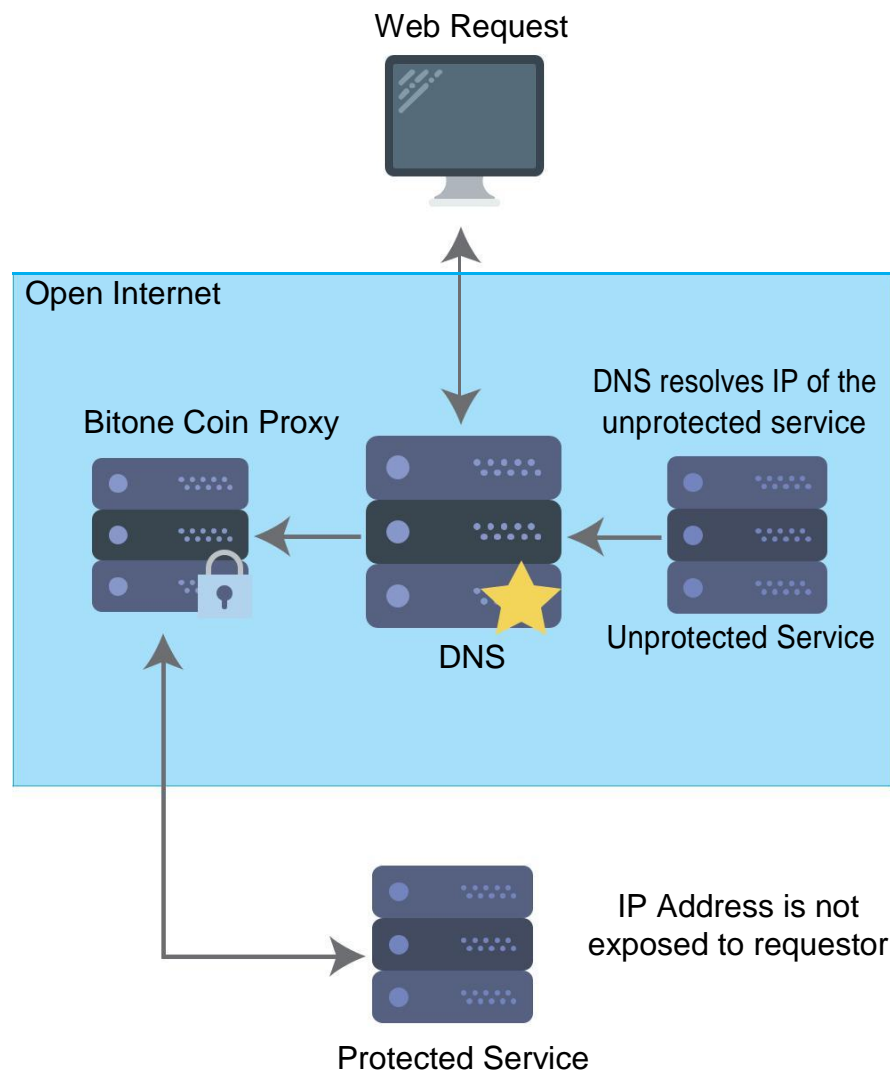 Web Request
Open Internet
DNS resolves IP of the
unprotected service
Bitone Coin Proxy
DNS
Unprotected Service
IP Address is not
exposed to requestor
Protected Service